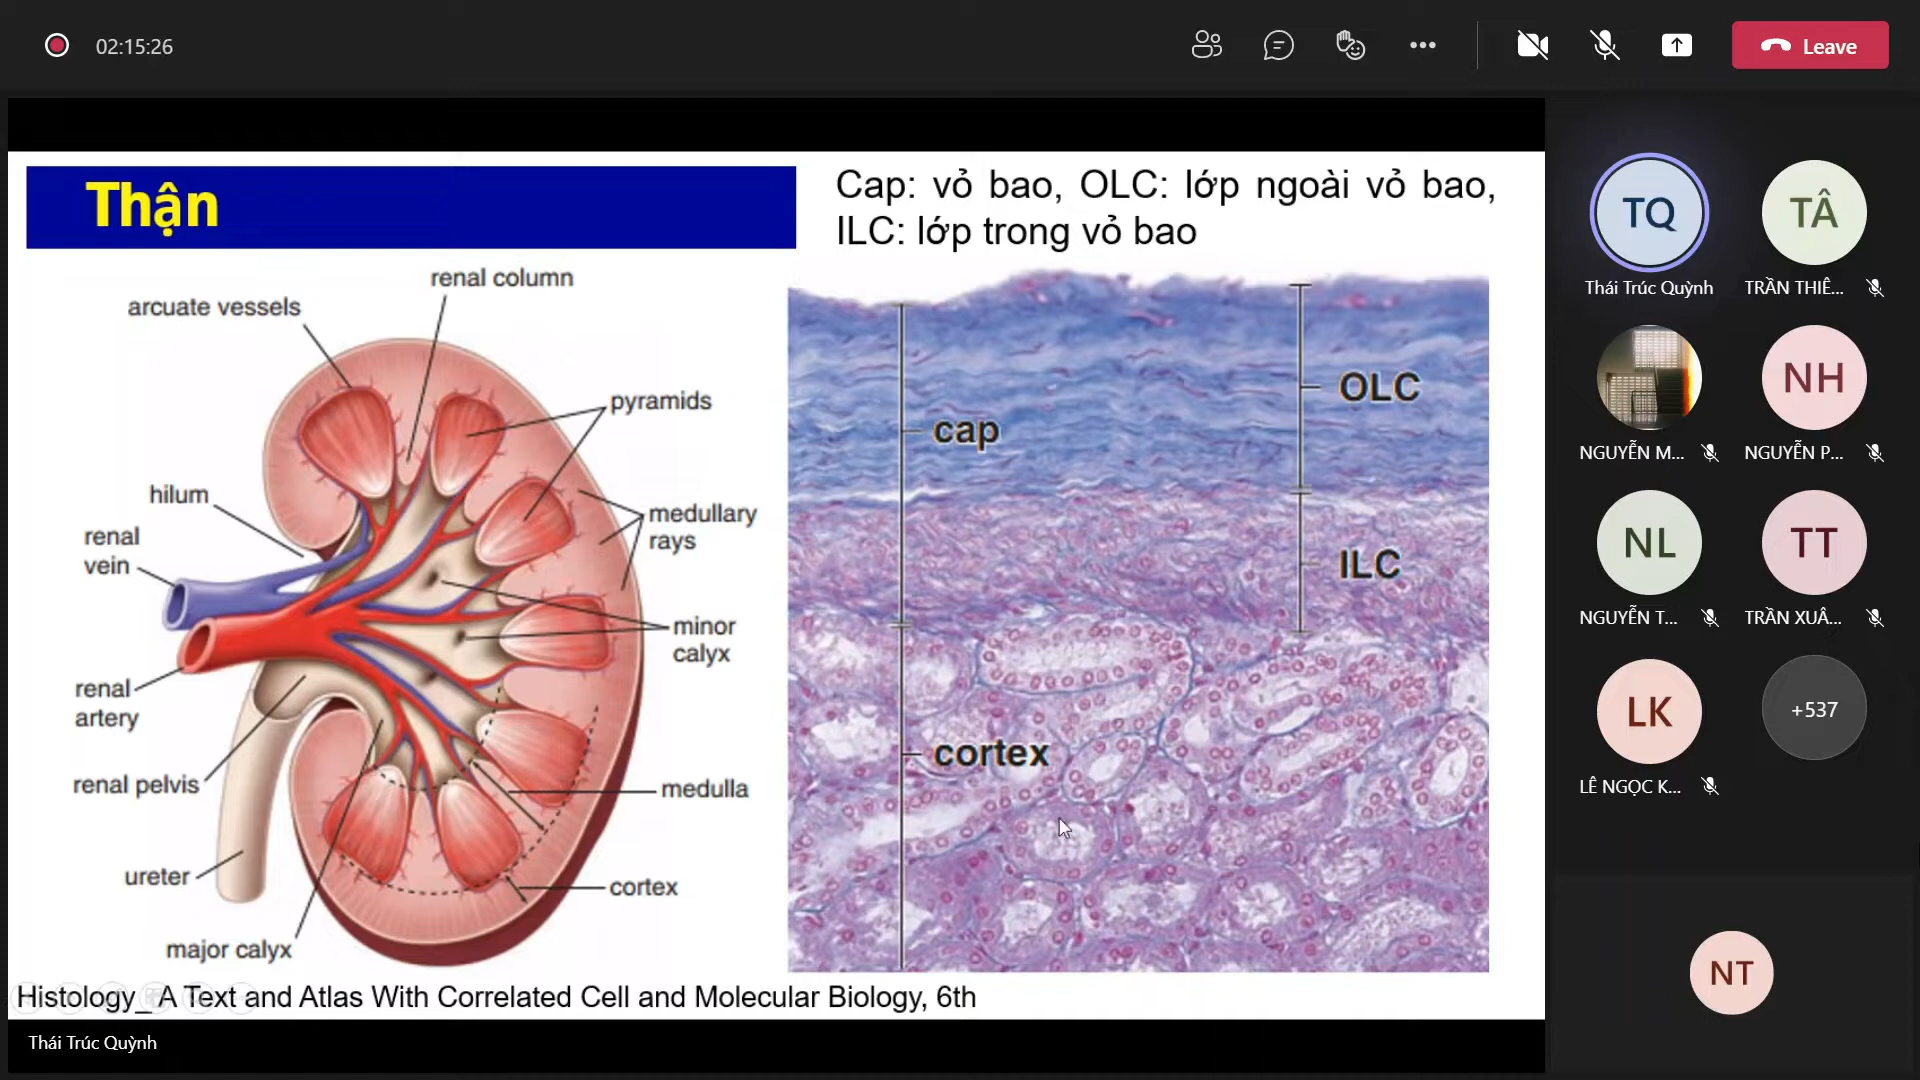 02:15:26
Leave
Thận
Cap: vỏ bao, OLC: lớp ngoài vỏ bao,
ILC: lớp trong vỏ bao
renal column
arcuate vessels
pyramids
hilum
medullary
rays
renal
vein
minor
calyx
renal
artery
renal pelvis
medulla
ureter
cortex
major calyx
OLC
cap
ILC
cortex
Histology_ A Text and Atlas With Correlated Cell and Molecular Biology, 6th
Thái Trúc Quỳnh
TQ
TÂ
Thái Trúc Quỳnh
TRẦN THIÊ...
NH
NGUYỄN M...
NGUYỄN P...
NL
TT
NGUYỄN T...
TRẦN XUÂ...
LK
+537
LÊ NGỌC K...
NT